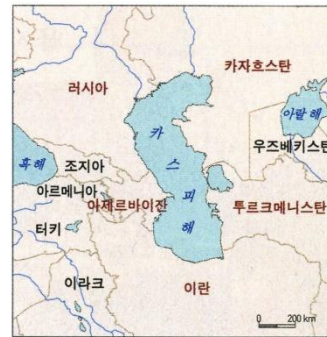 카자흐스탄
러시아
카
스
피
해
아랄해
우즈베키스탄
흑해
조지아
아르메니아
아제르바이잔
투르크메니스탄
터키
이라크
이란
0 200 km